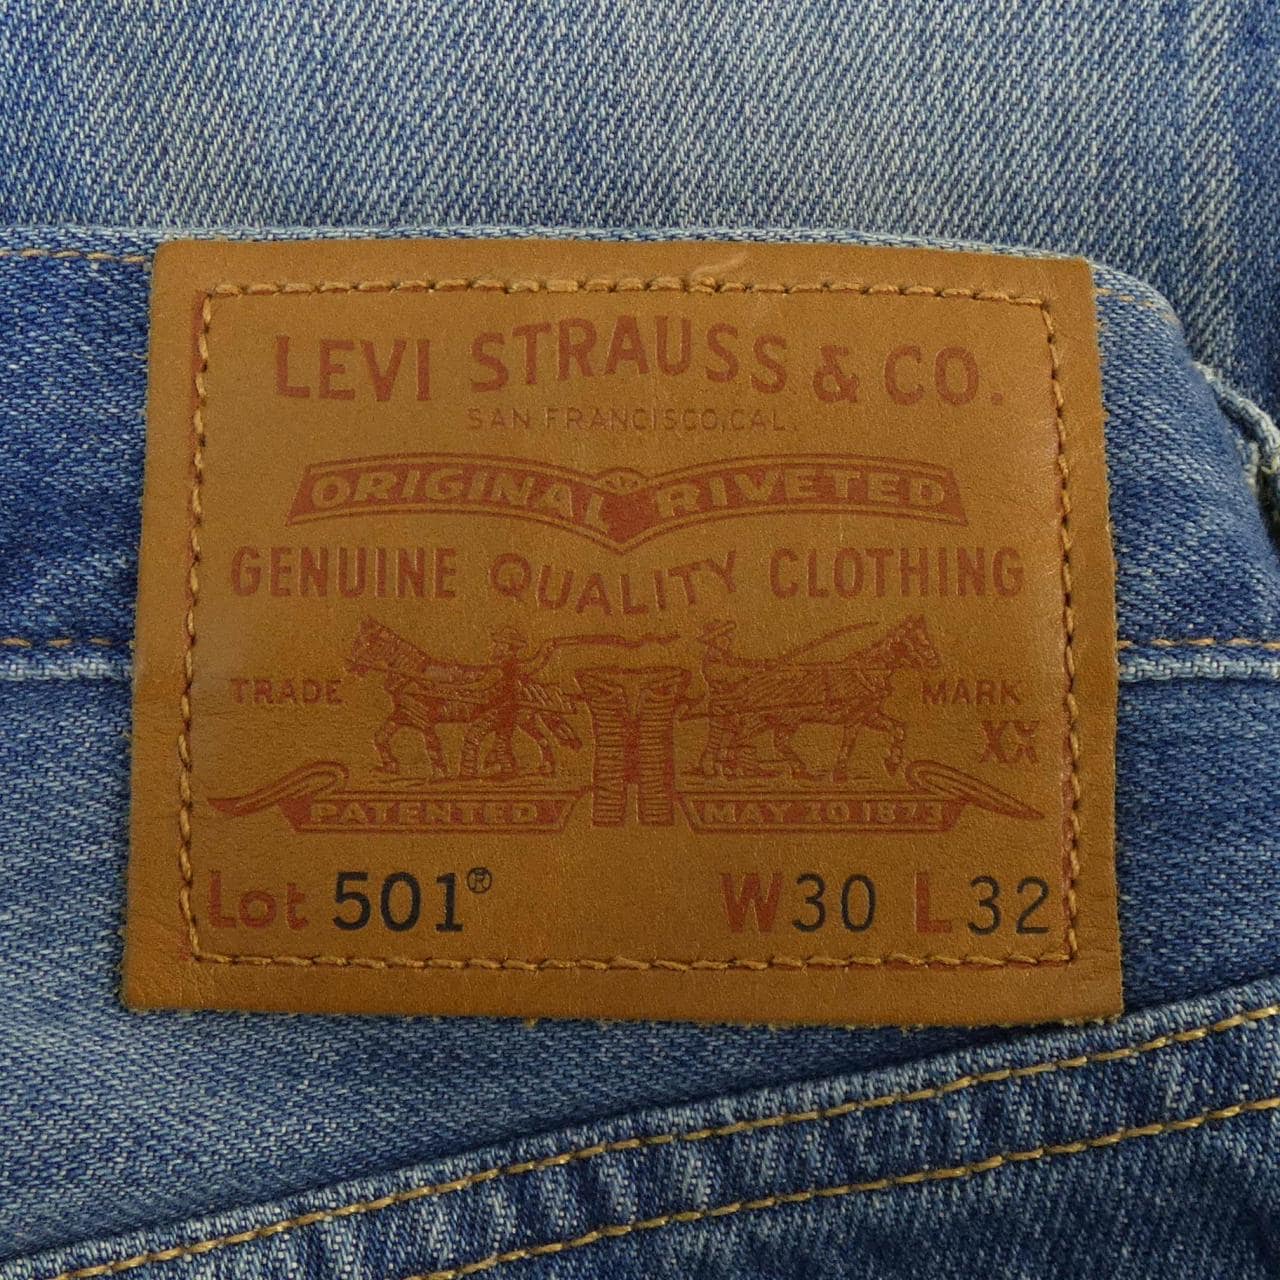 LEVI STRAUSS & CO.
SAN FRANCISCO, CAL.
ORIGINAL RIVETED
GENUINE QUALITY CLOTHING
TRADE MARK
XX
PATENTED MAY 20 1873
Lot 501® W30 L32